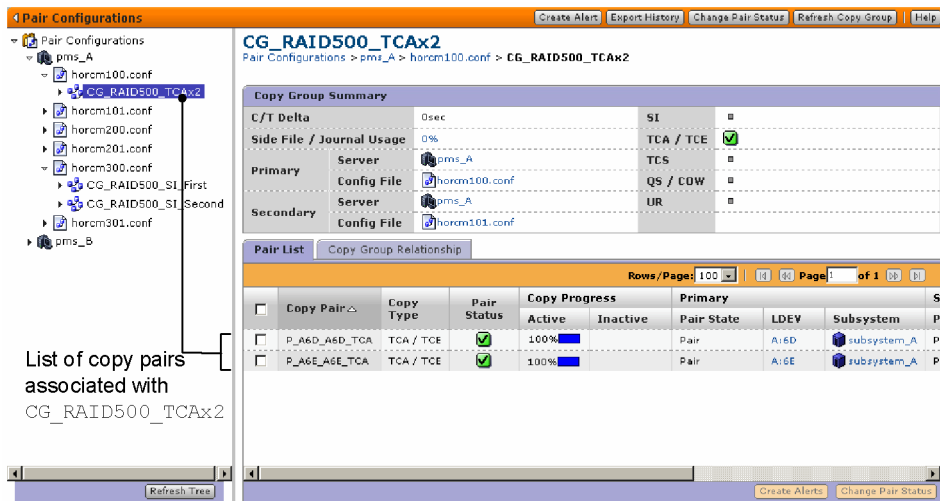 Pair Configurations
Create Alert Export History Change Pair Status Refresh Copy Group Help
Pair Configurations
pms_A
horcm100.conf
CG_RAID500_TCAx2
horcm101.conf
horcm200.conf
horcm201.conf
horcm300.conf
CG_RAID500_SI_First
CG_RAID500_SI_Second
horcm301.conf
pms_B
List of copy pairs
associated with
CG_RAID500_TCAx2
Refresh Tree
CG_RAID500_TCAx2
Pair Configurations > pms_A > horcm100.conf > CG_RAID500_TCAx2
Copy Group Summary
C/T Delta 0sec SI
Side File / Journal Usage 0% TCA / TCE
Primary Server pms_A TCS
Config File horcm100.conf QS / COW
Secondary Server pms_A UR
Config File horcm101.conf
Pair List Copy Group Relationship
Rows/Page: 100 Page 1 of 1
Copy Pair Copy Type Pair Status Copy Progress Primary S
Active Inactive Pair State LDEV Subsystem P
P_A6D_A6D_TCA TCA / TCE 100% Pair A:6D subsystem_A P
P_A6E_A6E_TCA TCA / TCE 100% Pair A:6E subsystem_A P
Create Alerts Change Pair Status